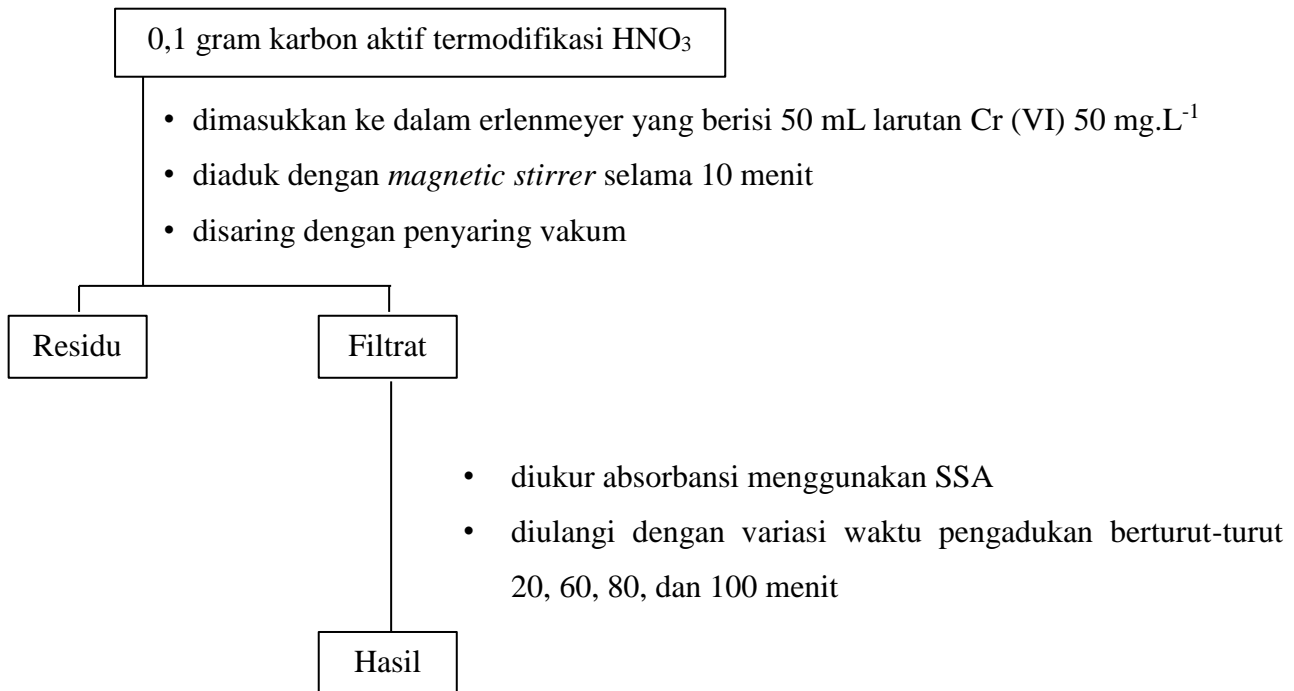 0,1 gram karbon aktif termodifikasi HNO₃
• dimasukkan ke dalam erlenmeyer yang berisi 50 mL larutan Cr (VI) 50 mg.L⁻¹
• diaduk dengan magnetic stirrer selama 10 menit
• disaring dengan penyaring vakum
Residu
Filtrat
• diukur absorbansi menggunakan SSA
• diulangi dengan variasi waktu pengadukan berturut-turut
20, 60, 80, dan 100 menit
Hasil